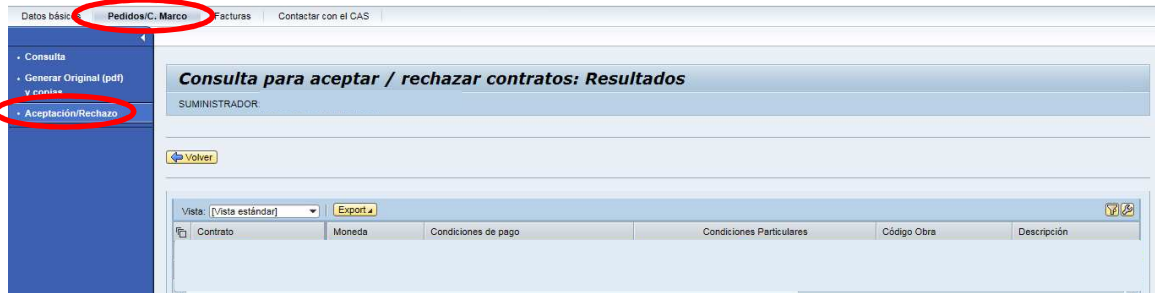 Datos básicos Pedidos/C. Marco Facturas Contactar con el CAS
• Consulta
• Generar Original (pdf)
y copias
• Aceptación/Rechazo
Consulta para aceptar / rechazar contratos: Resultados
SUMINISTRADOR:
Volver
Vista: [Vista estándar] Export
Contrato Moneda Condiciones de pago Condiciones Particulares Código Obra Descripción